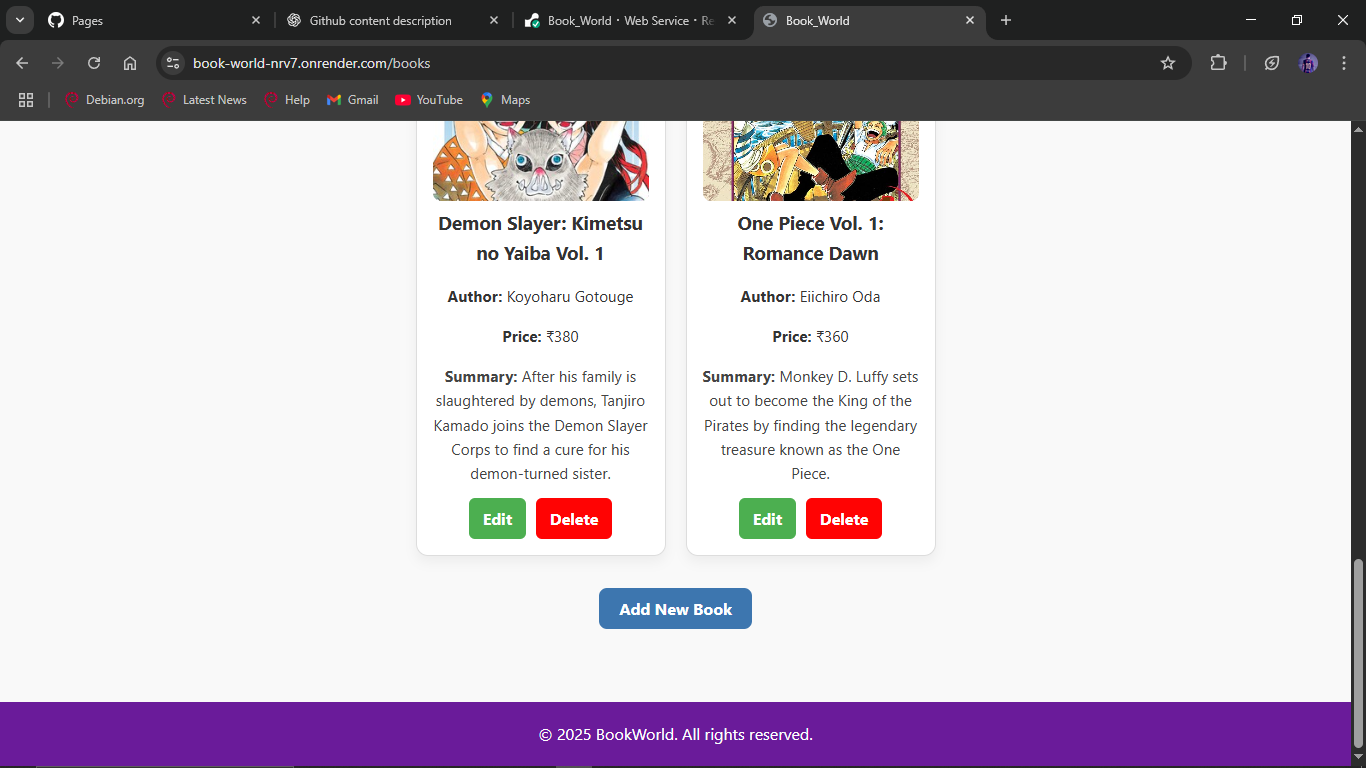 Pages
Github content description
Book_World · Web Service · Re
Book_World
book-world-nrv7.onrender.com/books
Debian.org
Latest News
Help
Gmail
YouTube
Maps
Demon Slayer: Kimetsu
no Yaiba Vol. 1
Author: Koyoharu Gotouge
Price: ₹380
Summary: After his family is
slaughtered by demons, Tanjiro
Kamado joins the Demon Slayer
Corps to find a cure for his
demon-turned sister.
Edit
Delete
One Piece Vol. 1:
Romance Dawn
Author: Eiichiro Oda
Price: ₹360
Summary: Monkey D. Luffy sets
out to become the King of the
Pirates by finding the legendary
treasure known as the One
Piece.
Edit
Delete
Add New Book
© 2025 BookWorld. All rights reserved.